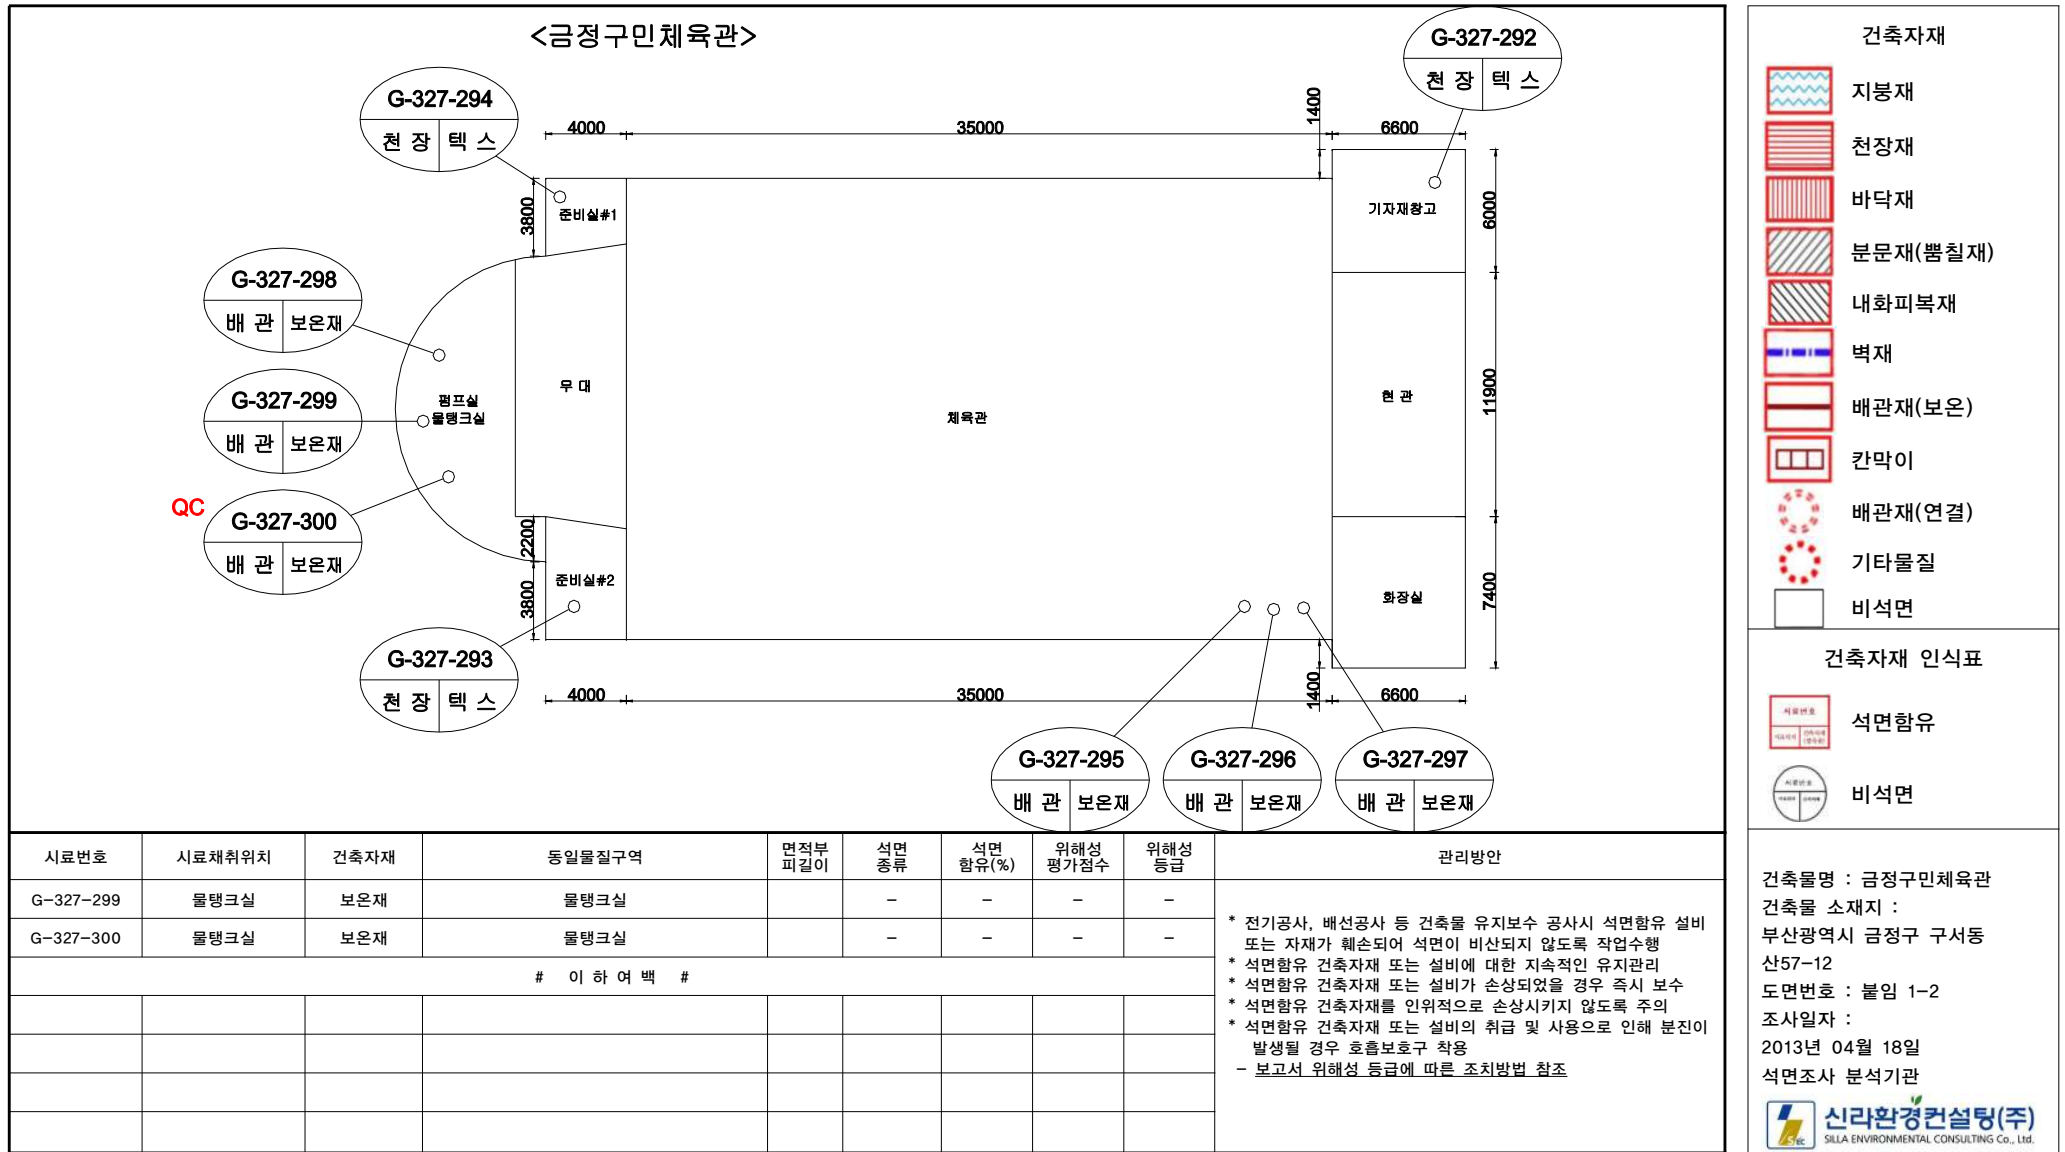 <금정구민체육관>
G-327-292
천 장 텍 스
G-327-294
천 장 텍 스
4000
35000
1400
6600
3800
준비실#1
기자재창고
6000
G-327-298
배 관 보온재
무 대
체육관
현 관
11900
G-327-299
배 관 보온재
펌프실
물탱크실
QC
G-327-300
배 관 보온재
2200
3800
준비실#2
화장실
7400
G-327-293
천 장 텍 스
4000
35000
1400
6600
G-327-295
배 관 보온재
G-327-296
배 관 보온재
G-327-297
배 관 보온재
시료번호 시료채취위치 건축자재 동일물질구역 면적부 피길이 석면 종류 석면 함유(%) 위해성 평가점수 위해성 등급 관리방안
G-327-299 물탱크실 보온재 물탱크실 - - - -
G-327-300 물탱크실 보온재 물탱크실 - - - -
# 이 하 여 백 #
* 전기공사, 배선공사 등 건축물 유지보수 공사시 석면함유 설비
또는 자재가 훼손되어 석면이 비산되지 않도록 작업수행
* 석면함유 건축자재 또는 설비에 대한 지속적인 유지관리
* 석면함유 건축자재 또는 설비가 손상되었을 경우 즉시 보수
* 석면함유 건축자재를 인위적으로 손상시키지 않도록 주의
* 석면함유 건축자재 또는 설비의 취급 및 사용으로 인해 분진이
발생될 경우 호흡보호구 착용
- 보고서 위해성 등급에 따른 조치방법 참조
건축자재
지붕재
천장재
바닥재
분문재(뿜칠재)
내화피복재
벽재
배관재(보온)
칸막이
배관재(연결)
기타물질
비석면
건축자재 인식표
시료번호
석면함유
시료번호
비석면
건축물명 : 금정구민체육관
건축물 소재지 :
부산광역시 금정구 구서동
산57-12
도면번호 : 붙임 1-2
조사일자 :
2013년 04월 18일
석면조사 분석기관
신라환경컨설팅(주)
SILLA ENVIRONMENTAL CONSULTING Co., Ltd.